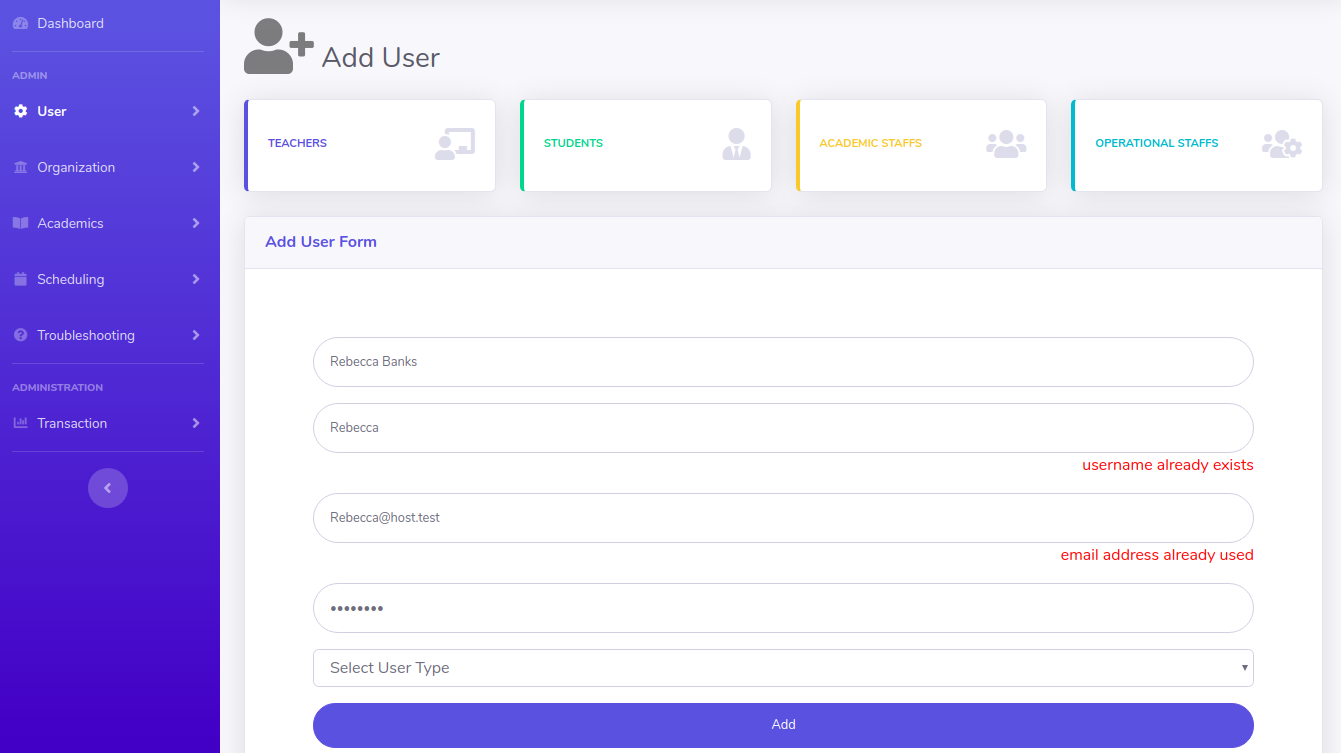 Dashboard
ADMIN
User
Organization
Academics
Scheduling
Troubleshooting
ADMINISTRATION
Transaction
Add User
TEACHERS
STUDENTS
ACADEMIC STAFFS
OPERATIONAL STAFFS
Add User Form
Rebecca Banks
Rebecca
username already exists
Rebecca@host.test
email address already used
••••••••
Select User Type
Add